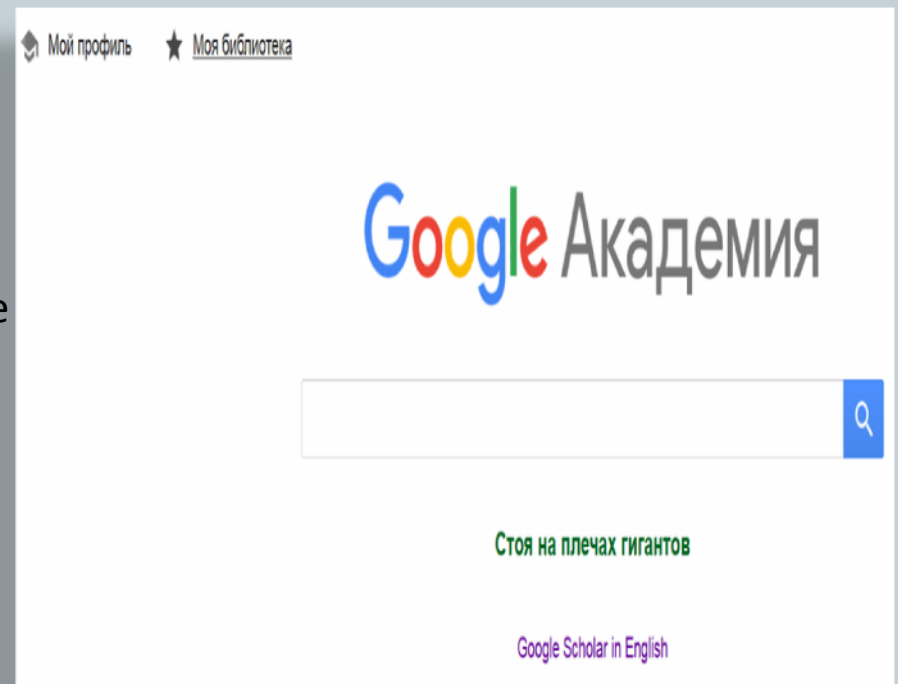 Мой профиль Моя библиотека
Google Академия
е
Стоя на плечах гигантов
Google Scholar in English